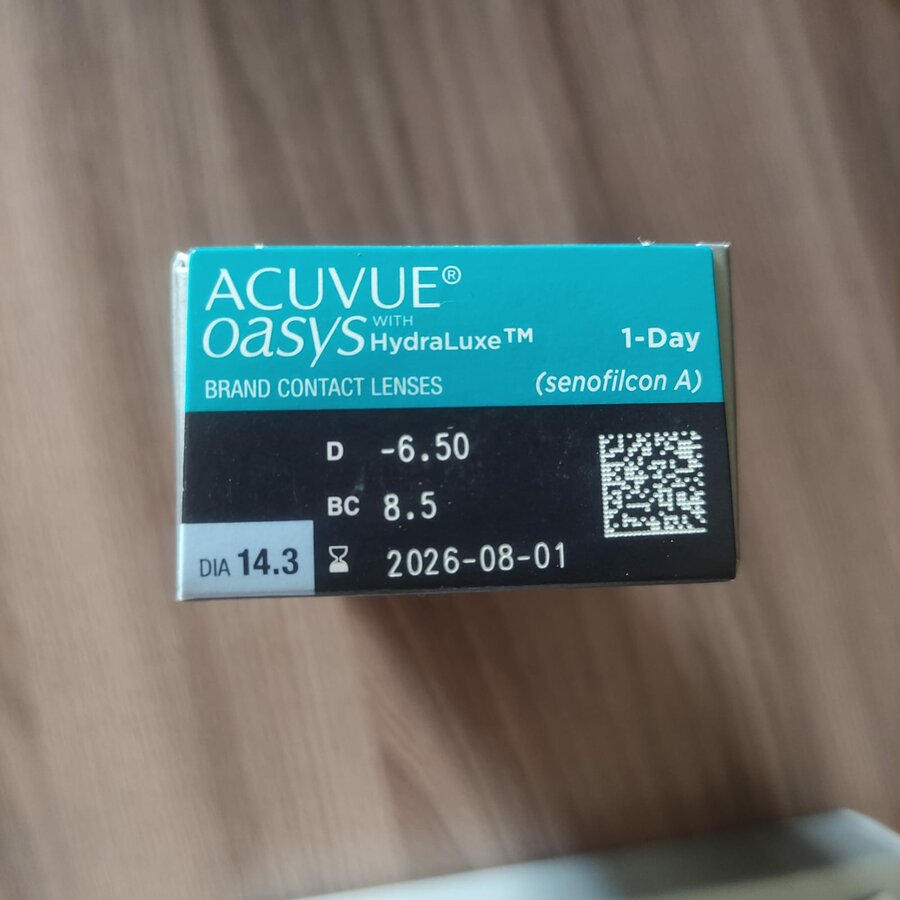 ACUVUE®
oasys WITH HydraLuxe™ 1-Day
BRAND CONTACT LENSES (senofilcon A)
D -6.50
BC 8.5
DIA 14.3 2026-08-01